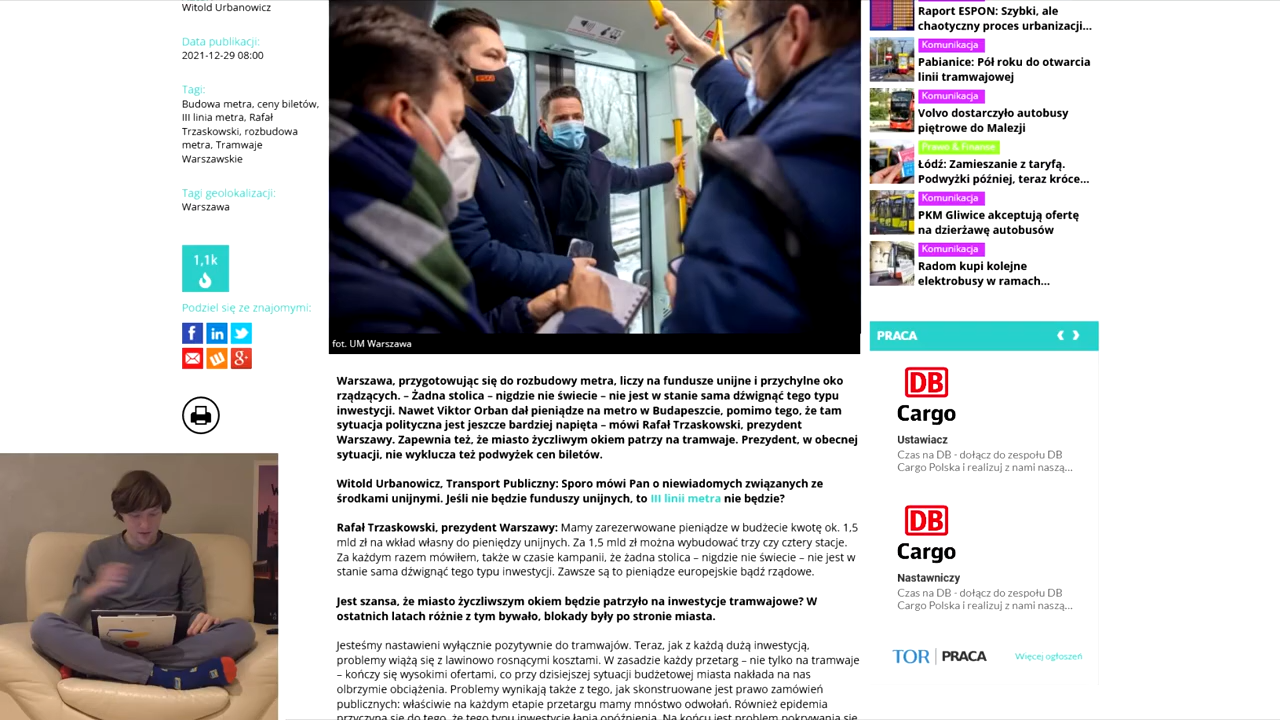 Witold Urbanowicz
Data publikacji:
2021-12-29 08:00
Tagi:
Budowa metra, ceny biletów,
III linia metra, Rafał
Trzaskowski, rozbudowa
metra, Tramwaje
Warszawskie
Tagi geolokalizacji:
Warszawa
1,1k
Podziel się ze znajomymi:
fot. UM Warszawa
Warszawa, przygotowując się do rozbudowy metra, liczy na fundusze unijne i przychylne oko
rządzących. – Żadna stolica – nigdzie nie świecie – nie jest w stanie sama dźwignąć tego typu
inwestycji. Nawet Viktor Orban dał pieniądze na metro w Budapeszcie, pomimo tego, że tam
sytuacja polityczna jest jeszcze bardziej napięta – mówi Rafał Trzaskowski, prezydent
Warszawy. Zapewnia też, że miasto życzliwym okiem patrzy na tramwaje. Prezydent, w obecnej
sytuacji, nie wyklucza też podwyżek cen biletów.
Witold Urbanowicz, Transport Publiczny: Sporo mówi Pan o niewiadomych związanych ze
środkami unijnymi. Jeśli nie będzie funduszy unijnych, to III linii metra nie będzie?
Rafał Trzaskowski, prezydent Warszawy: Mamy zarezerwowane pieniądze w budżecie kwotę ok. 1,5
mld zł na wkład własny do pieniędzy unijnych. Za 1,5 mld zł można wybudować trzy czy cztery stacje.
Za każdym razem mówiłem, także w czasie kampanii, że żadna stolica – nigdzie nie świecie – nie jest w
stanie sama dźwignąć tego typu inwestycji. Zawsze są to pieniądze europejskie bądź rządowe.
Jest szansa, że miasto życzliwszym okiem będzie patrzyło na inwestycje tramwajowe? W
ostatnich latach różnie z tym bywało, blokady były po stronie miasta.
Jesteśmy nastawieni wyłącznie pozytywnie do tramwajów. Teraz, jak z każdą dużą inwestycją,
problemy wiążą się z lawinowo rosnącymi kosztami. W zasadzie każdy przetarg – nie tylko na tramwaje
– kończy się wysokimi ofertami, co przy dzisiejszej sytuacji budżetowej miasta nakłada na nas
olbrzymie obciążenia. Problemy wynikają także z tego, jak skonstruowane jest prawo zamówień
publicznych: właściwie na każdym etapie przetargu mamy mnóstwo odwołań. Również epidemia
przyczyna się do tego, że tego typu inwestycje łapią opóźnienia. Na końcu jest problem pokrywania się
Raport ESPON: Szybki, ale
chaotyczny proces urbanizacji...
Komunikacja
Pabianice: Pół roku do otwarcia
linii tramwajowej
Komunikacja
Volvo dostarczyło autobusy
piętrowe do Malezji
Prawo & Finanse
Łódź: Zamieszanie z taryfą.
Podwyżki później, teraz króce...
Komunikacja
PKM Gliwice akceptują ofertę
na dzierżawę autobusów
Komunikacja
Radom kupi kolejne
elektrobusy w ramach...
PRACA
DB
Cargo
Ustawiacz
Czas na DB - dołącz do zespołu DB
Cargo Polska i realizuj z nami naszą...
DB
Cargo
Nastawniczy
Czas na DB - dołącz do zespołu DB
Cargo Polska i realizuj z nami naszą...
TOR | PRACA
Więcej ogłoszeń